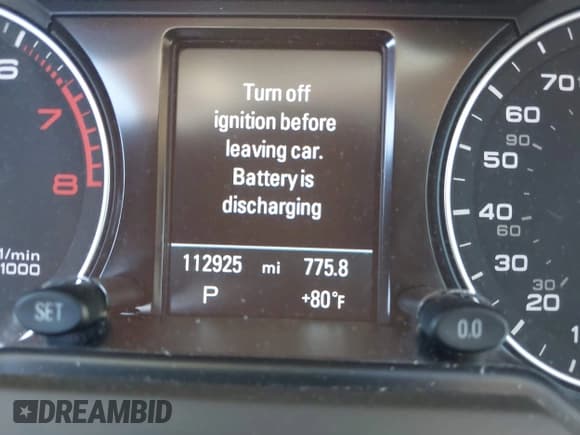 Turn off
ignition before
leaving car.
Battery is
discharging
112925 mi 775.8
P +80°F
6
7
8
/min
1000
SET
0.0
70
60
90
50
40
60
30
30
20
1
DREAMBID